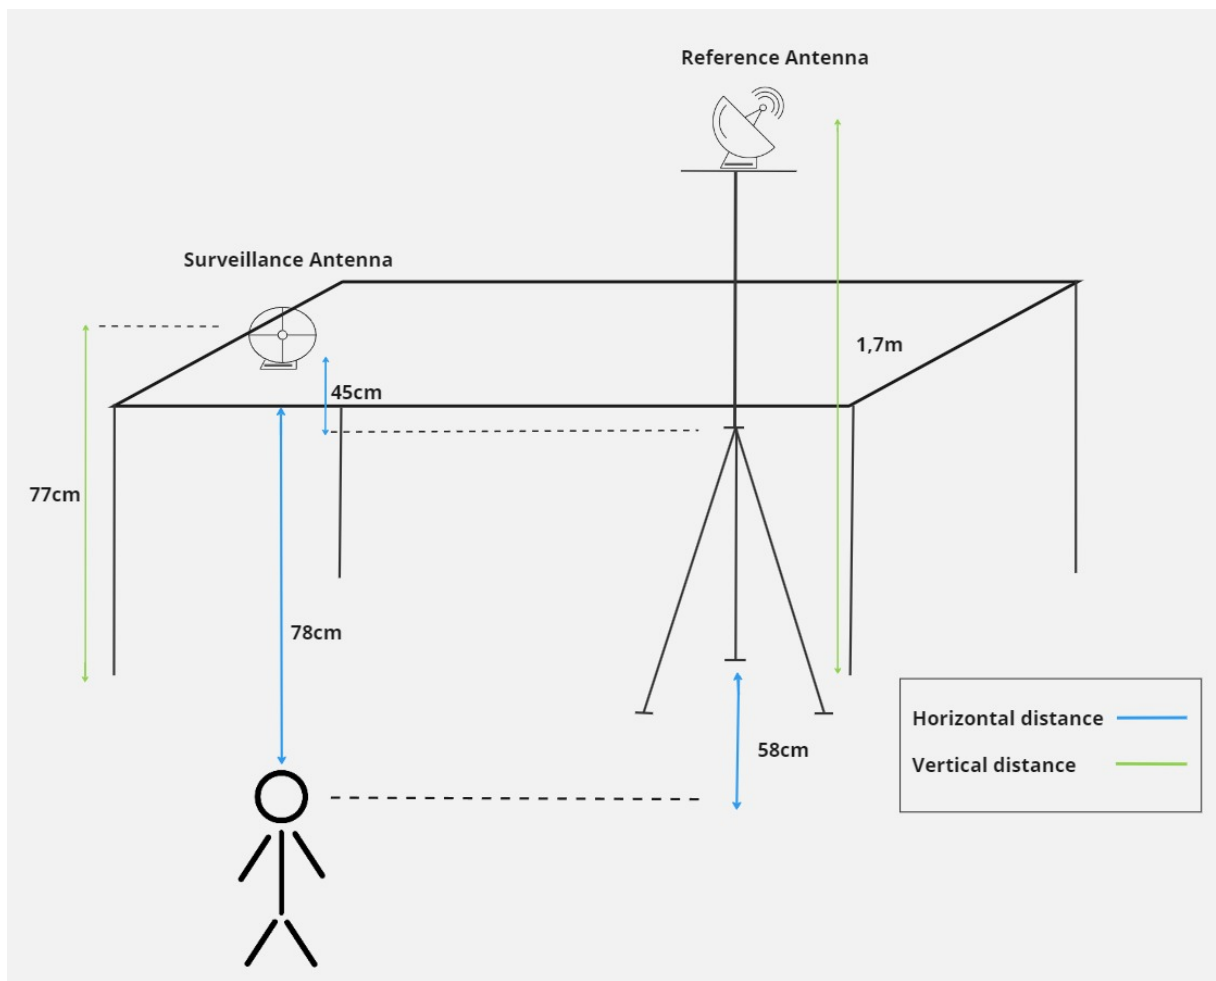 Reference Antenna
Surveillance Antenna
1,7m
45cm
77cm
78cm
58cm
Horizontal distance
Vertical distance